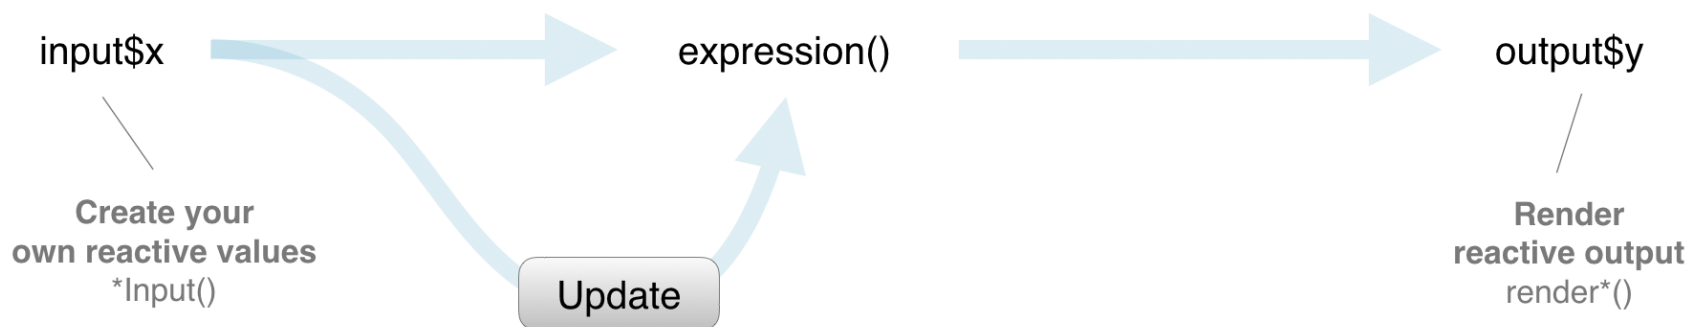 input$x
expression()
output$y
Create your
own reactive values
*Input()
Update
Render
reactive output
render*()